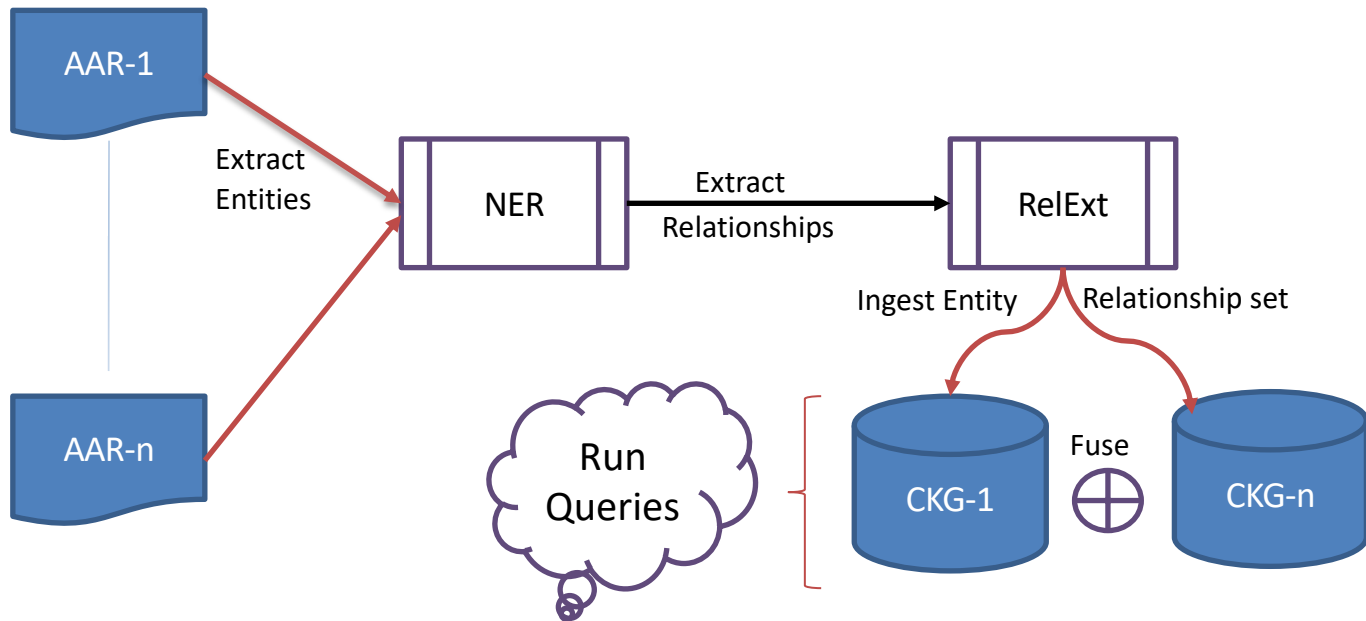 AAR-1
Extract
Entities
NER
Extract
Relationships
RelExt
Ingest Entity
Relationship set
AAR-n
Run
Queries
CKG-1
Fuse
CKG-n